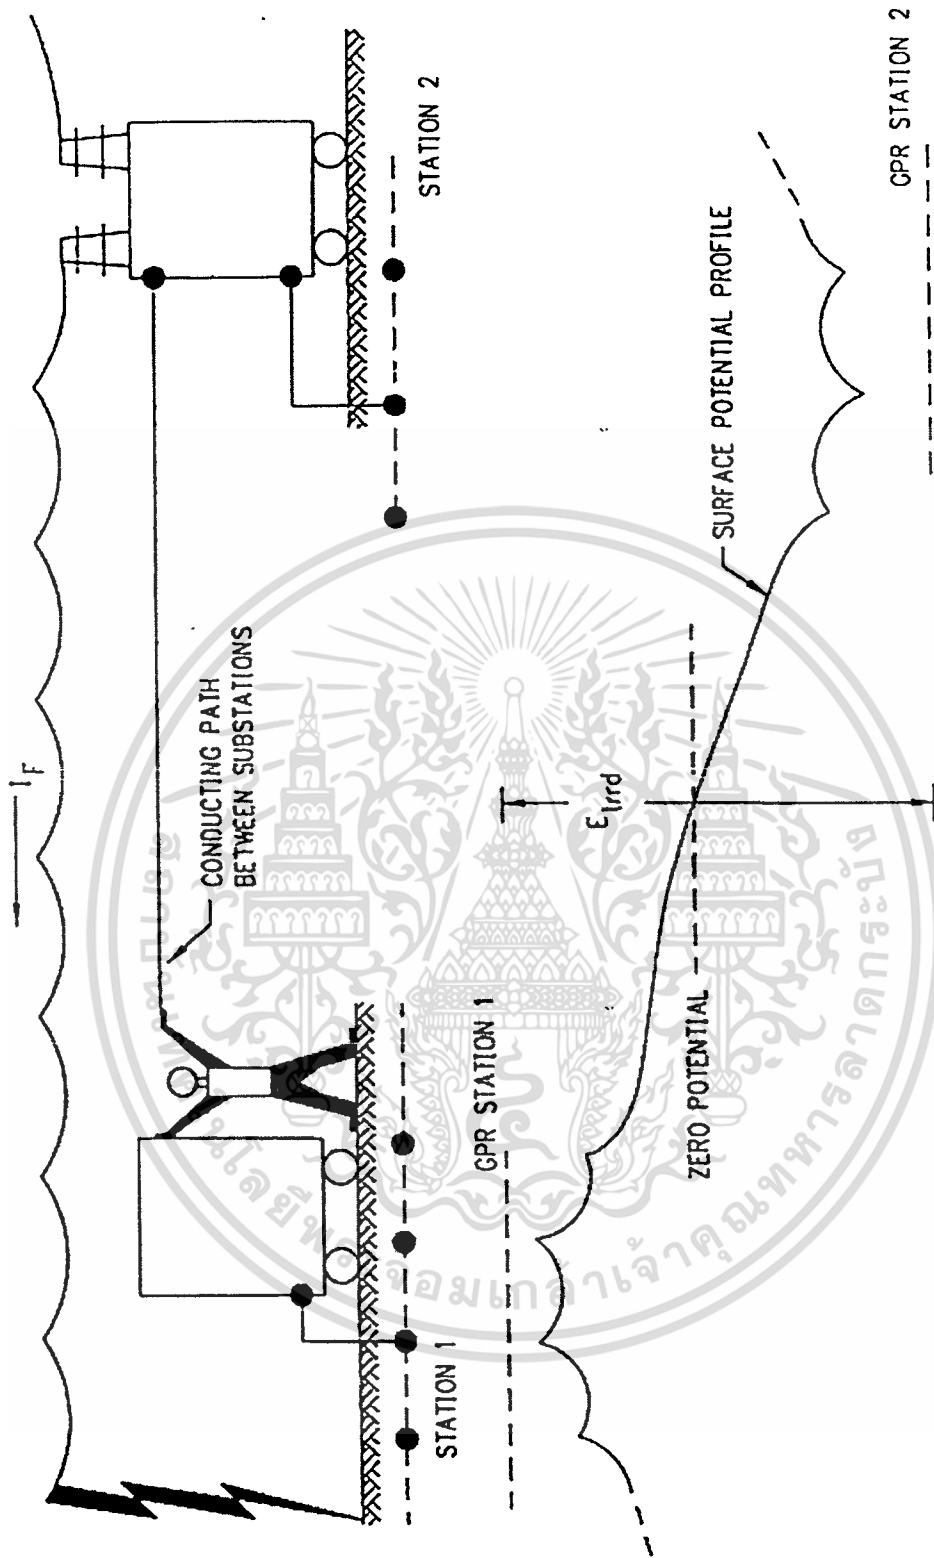 I_F
CONDUCTING PATH
BETWEEN SUBSTATIONS
STATION 1
STATION 2
GPR STATION 1
E_trrd
ZERO POTENTIAL
SURFACE POTENTIAL PROFILE
GPR STATION 2